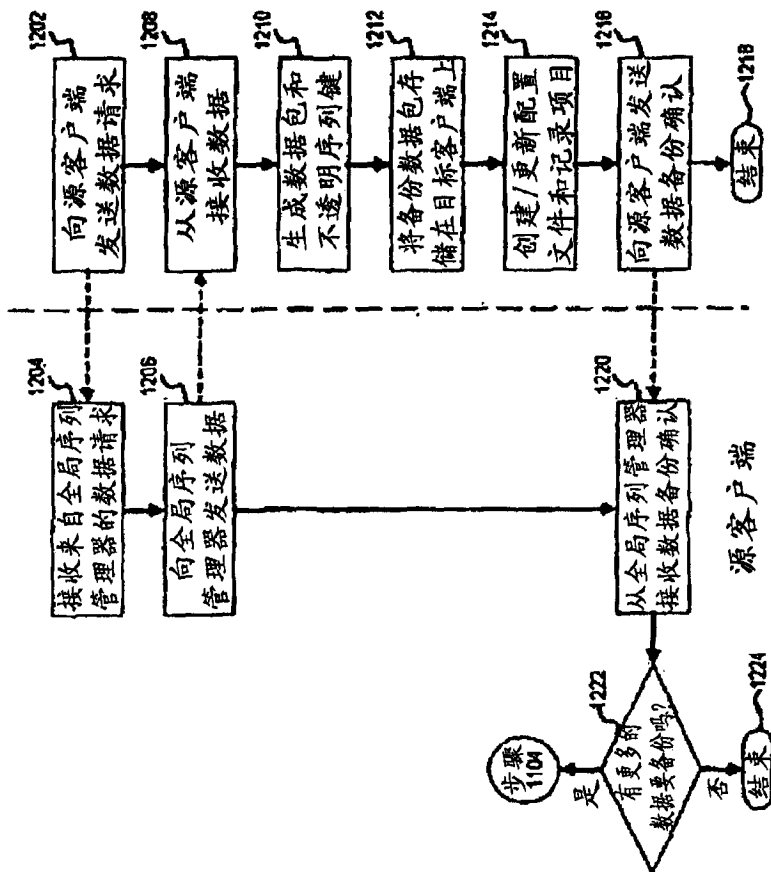 1202
向源客户端
发送数据请求
1208
从源客户端
接收数据
1210
生成数据包和
不透明序列键
1212
将备份数据包存
储在目标客户端上
1214
创建/更新配置
文件和记录项目
1216
向源客户端发送
数据备份确认
1218
结束
1204
接收来自全局序列
管理器的数据请求
1206
向全局序列
管理器发送数据
1220
从全局序列管理器
接收数据备份确认
源客户端
1222
有更多的
数据要备份吗?
是
步骤
1104
否
1224
结束